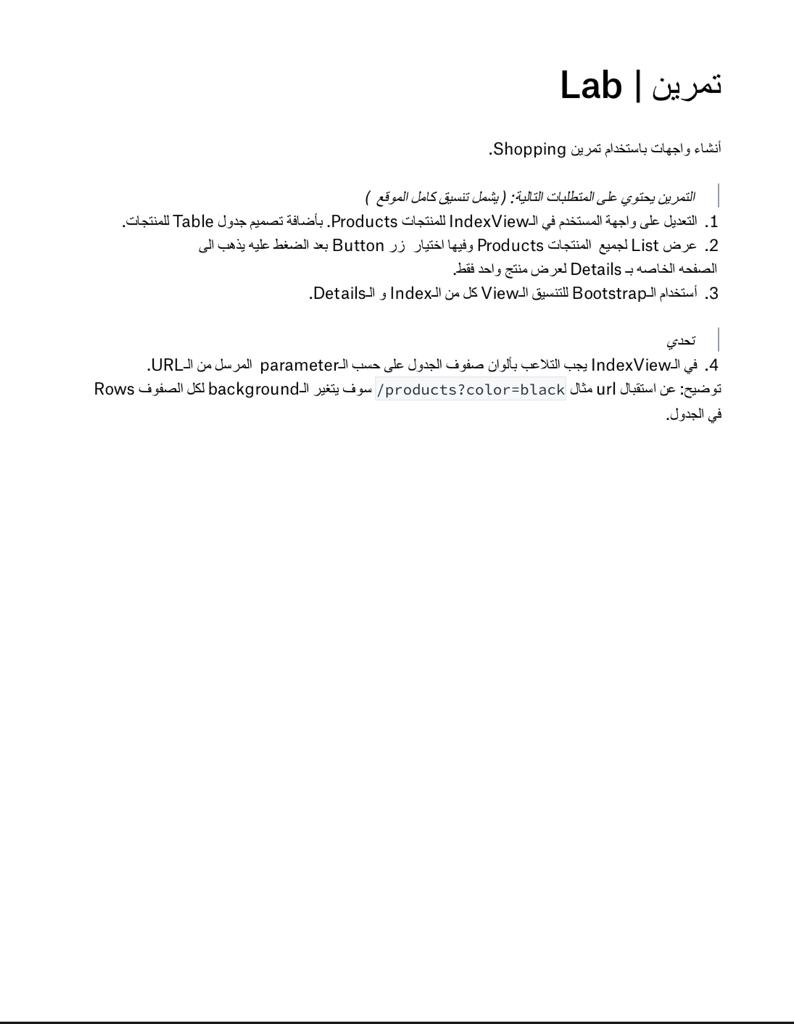 تمرين | Lab
أنشاء واجهات باستخدام تمرين Shopping.
التمرين يحتوي على المتطلبات التالية: (يشمل تنسيق كامل الموقع )
1. التعديل على واجهة المستخدم في الـIndexView للمنتجات Products. بأضافة تصميم جدول Table للمنتجات.
2. عرض List لجميع المنتجات Products وفيها اختيار زر Button بعد الضغط عليه يذهب الى
الصفحه الخاصه بـ Details لعرض منتج واحد فقط.
3. أستخدام الـBootstrap للتنسيق الـView كل من الـIndex و الـDetails.
تحدي
4. في الـIndexView يجب التلاعب بألوان صفوف الجدول على حسب الـparameter المرسل من الـURL.
توضيح: عن استقبال url مثال /products?color=black سوف يتغير الـbackground لكل الصفوف Rows
في الجدول.